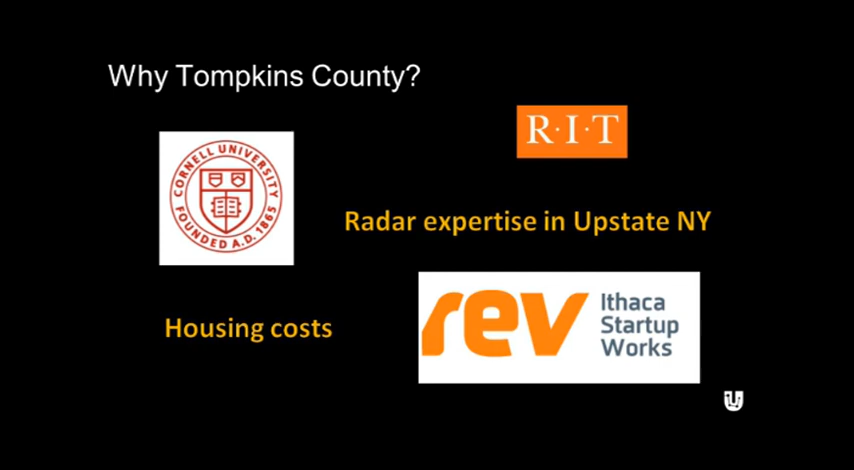 Why Tompkins County?
R·I·T
CORNELL UNIVERSITY
FOUNDED A.D. 1865
Radar expertise in Upstate NY
Housing costs
rev Ithaca
Startup
Works